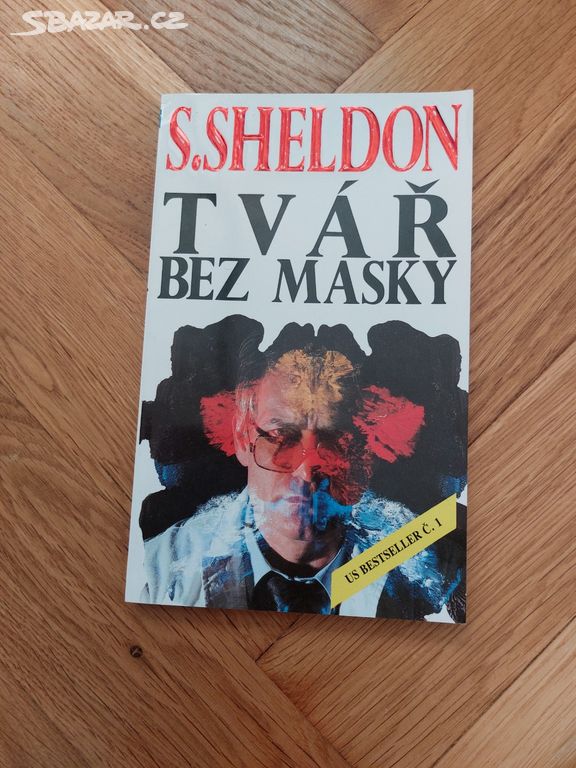 SBAZAR.CZ
S.SHELDON
TVÁŘ
BEZ MASKY
US BESTSELLER Č. 1